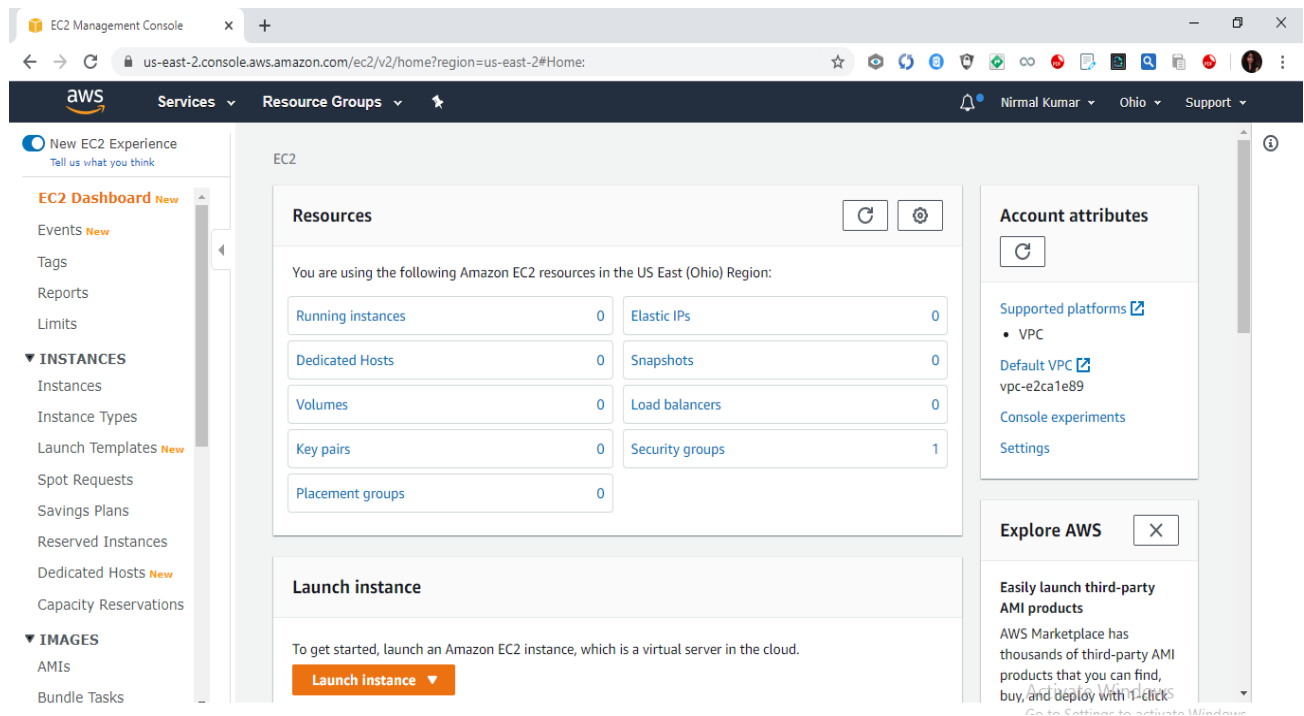 EC2 Management Console
us-east-2.console.aws.amazon.com/ec2/v2/home?region=us-east-2#Home:
aws Services Resource Groups Nirmal Kumar Ohio Support
New EC2 Experience
Tell us what you think
EC2 Dashboard New
Events New
Tags
Reports
Limits
INSTANCES
Instances
Instance Types
Launch Templates New
Spot Requests
Savings Plans
Reserved Instances
Dedicated Hosts New
Capacity Reservations
IMAGES
AMIs
Bundle Tasks
EC2
Resources
You are using the following Amazon EC2 resources in the US East (Ohio) Region:
Running instances 0 Elastic IPs 0
Dedicated Hosts 0 Snapshots 0
Volumes 0 Load balancers 0
Key pairs 0 Security groups 1
Placement groups 0
Launch instance
To get started, launch an Amazon EC2 instance, which is a virtual server in the cloud.
Launch instance
Account attributes
Supported platforms
• VPC
Default VPC
vpc-e2ca1e89
Console experiments
Settings
Explore AWS
Easily launch third-party
AMI products
AWS Marketplace has
thousands of third-party AMI
products that you can find,
buy, and deploy with 1-click
Activate Windows
Go to Settings to activate Windows